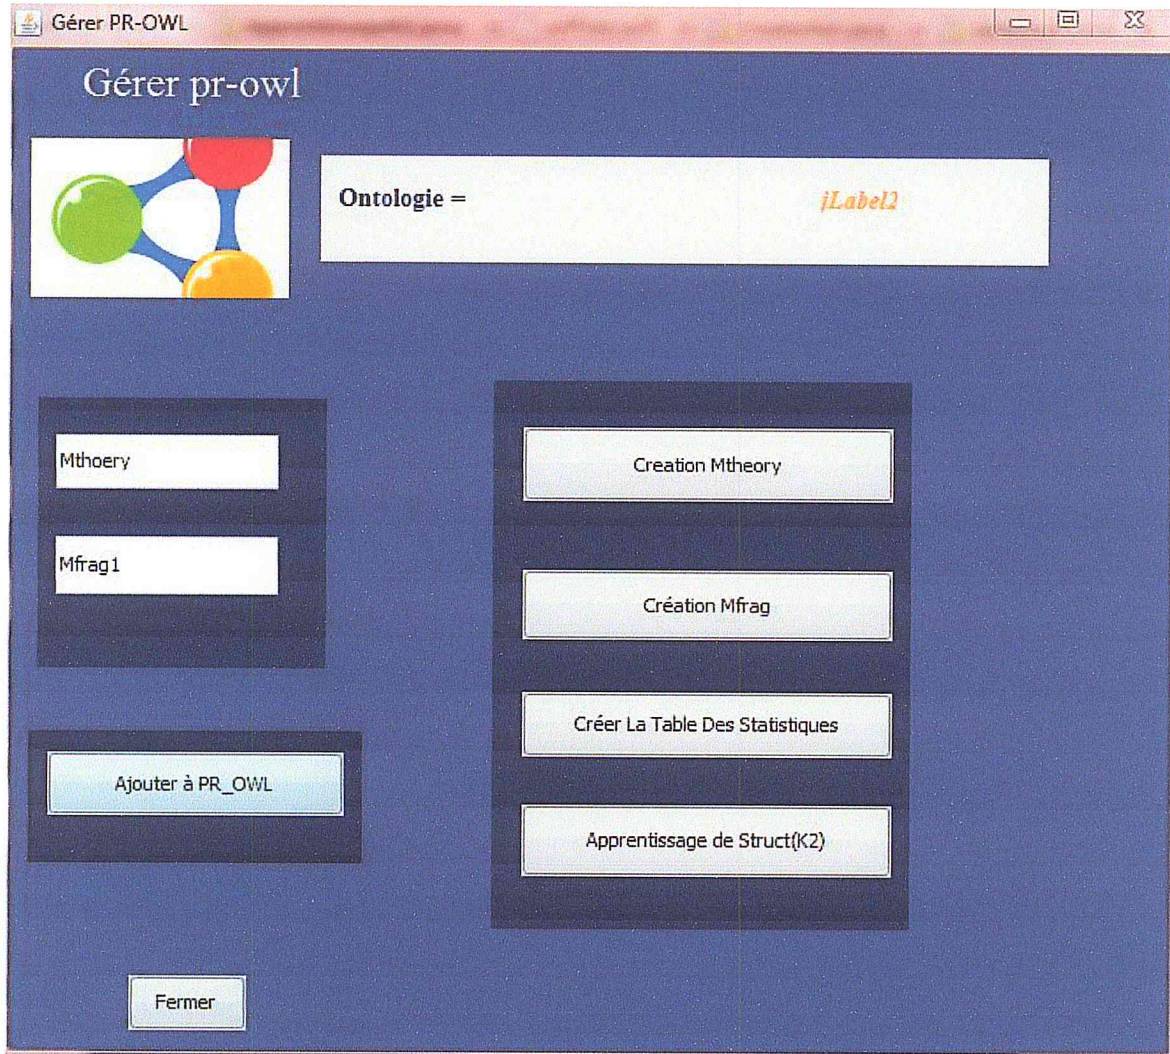 Gérer PR-OWL
Gérer pr-owl
Ontologie =
jLabel2
Mthoery
Mfrag1
Ajouter à PR_OWL
Fermer
Creation Mtheory
Création Mfrag
Créer La Table Des Statistiques
Apprentissage de Struct(K2)